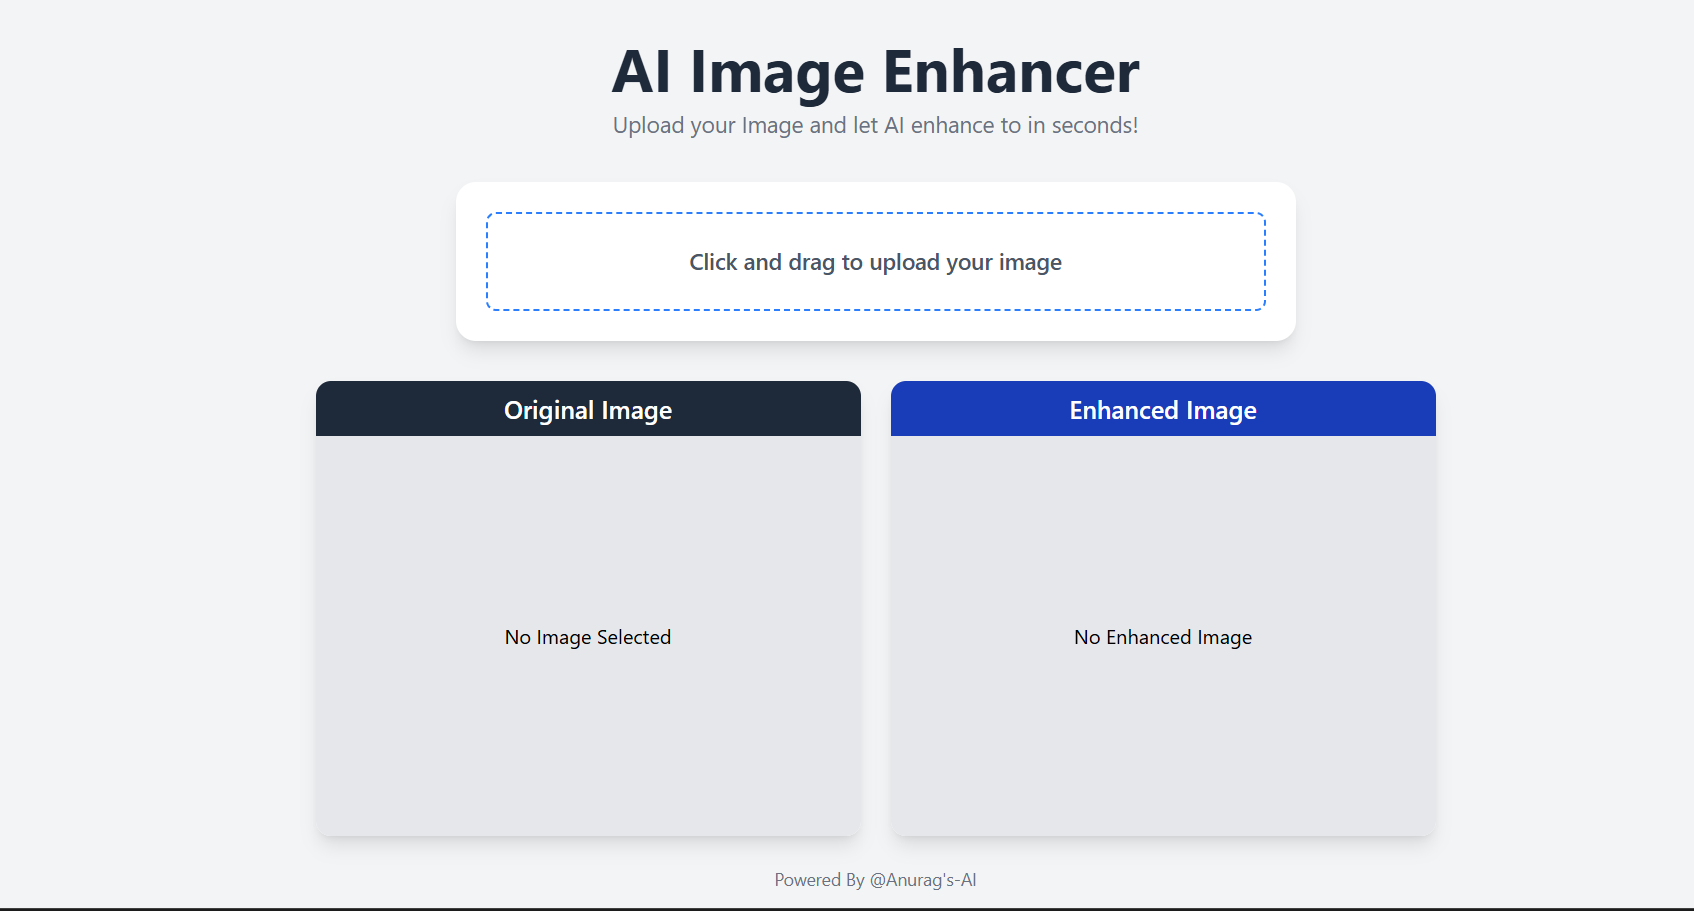 AI Image Enhancer
Upload your Image and let AI enhance to in seconds!
Click and drag to upload your image
Original Image
Enhanced Image
No Image Selected
No Enhanced Image
Powered By @Anurag's-AI